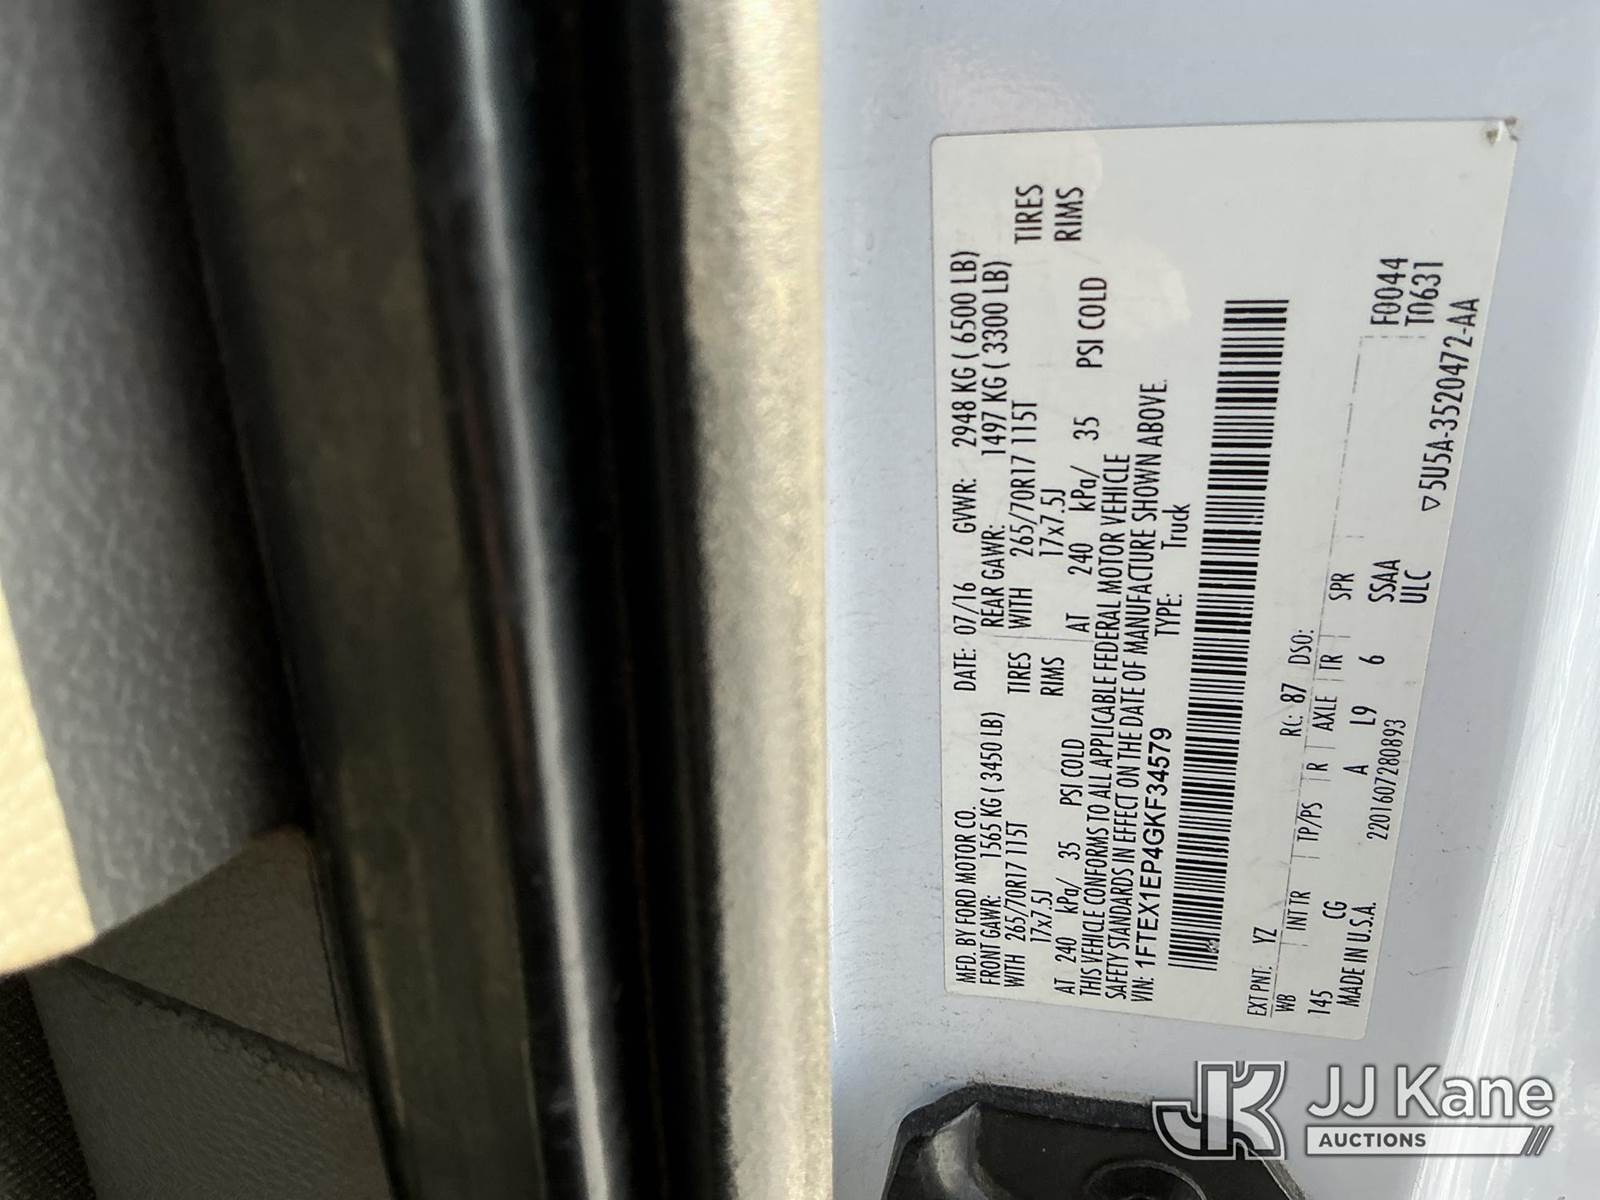 MFD. BY FORD MOTOR CO.
DATE: 07/16 GVWR: 2948 KG ( 6500 LB)
FRONT GAWR: 1565 KG ( 3450 LB) REAR GAWR: 1497 KG ( 3300 LB)
WITH 265/70R17 115T TIRES WITH 265/70R17 115T TIRES
17x7.5J RIMS 17x7.5J RIMS
AT 240 kPa/ 35 PSI COLD AT 240 kPa/ 35 PSI COLD
THIS VEHICLE CONFORMS TO ALL APPLICABLE FEDERAL MOTOR VEHICLE
SAFETY STANDARDS IN EFFECT ON THE DATE OF MANUFACTURE SHOWN ABOVE.
VIN: 1FTEX1EP4GKF34579 TYPE: Truck
EXT PNT: YZ RC: 87 DSO:
WB INT TR TP/PS R AXLE TR SPR F0044
145 CG A L9 6 SSAA T0631
MADE IN U.S.A. 2201607280893 ULC ▽5U5A-3520472-AA
JK JJ Kane
AUCTIONS